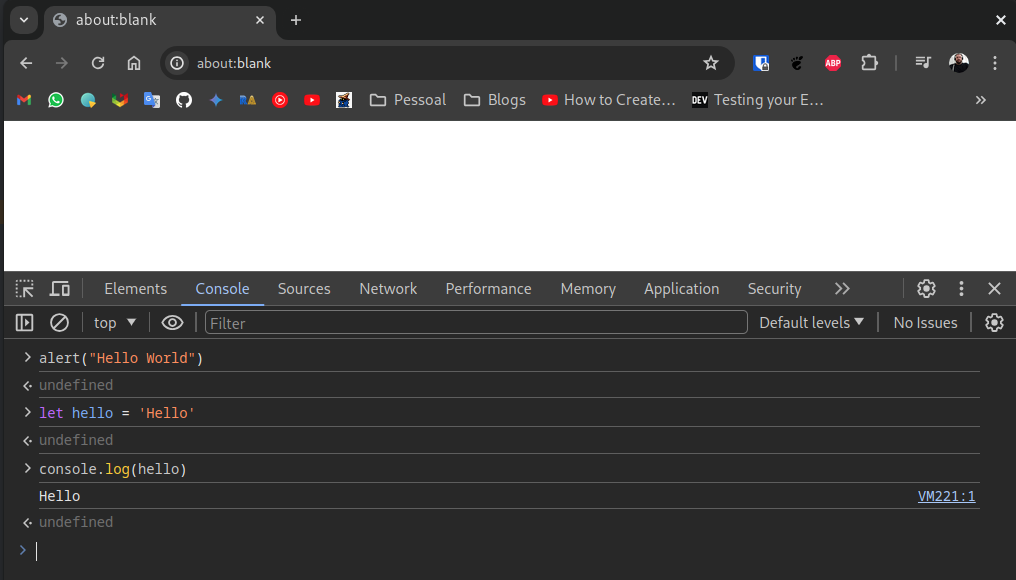 about:blank
about:blank
ABP
Pessoal
Blogs
How to Create…
DEV
Testing your E…
Elements
Console
Sources
Network
Performance
Memory
Application
Security
top
Filter
Default levels
No Issues
alert("Hello World")
undefined
let hello = 'Hello'
undefined
console.log(hello)
Hello VM221:1
undefined